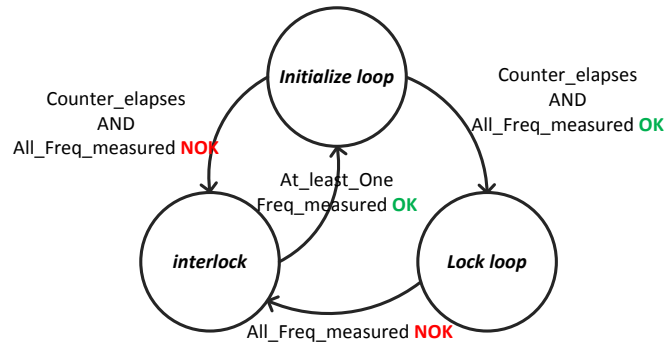 Initialize loop
Counter_elapses
AND
All_Freq_measured NOK
Counter_elapses
AND
All_Freq_measured OK
At_least_One
Freq_measured OK
interlock
Lock loop
All_Freq_measured NOK